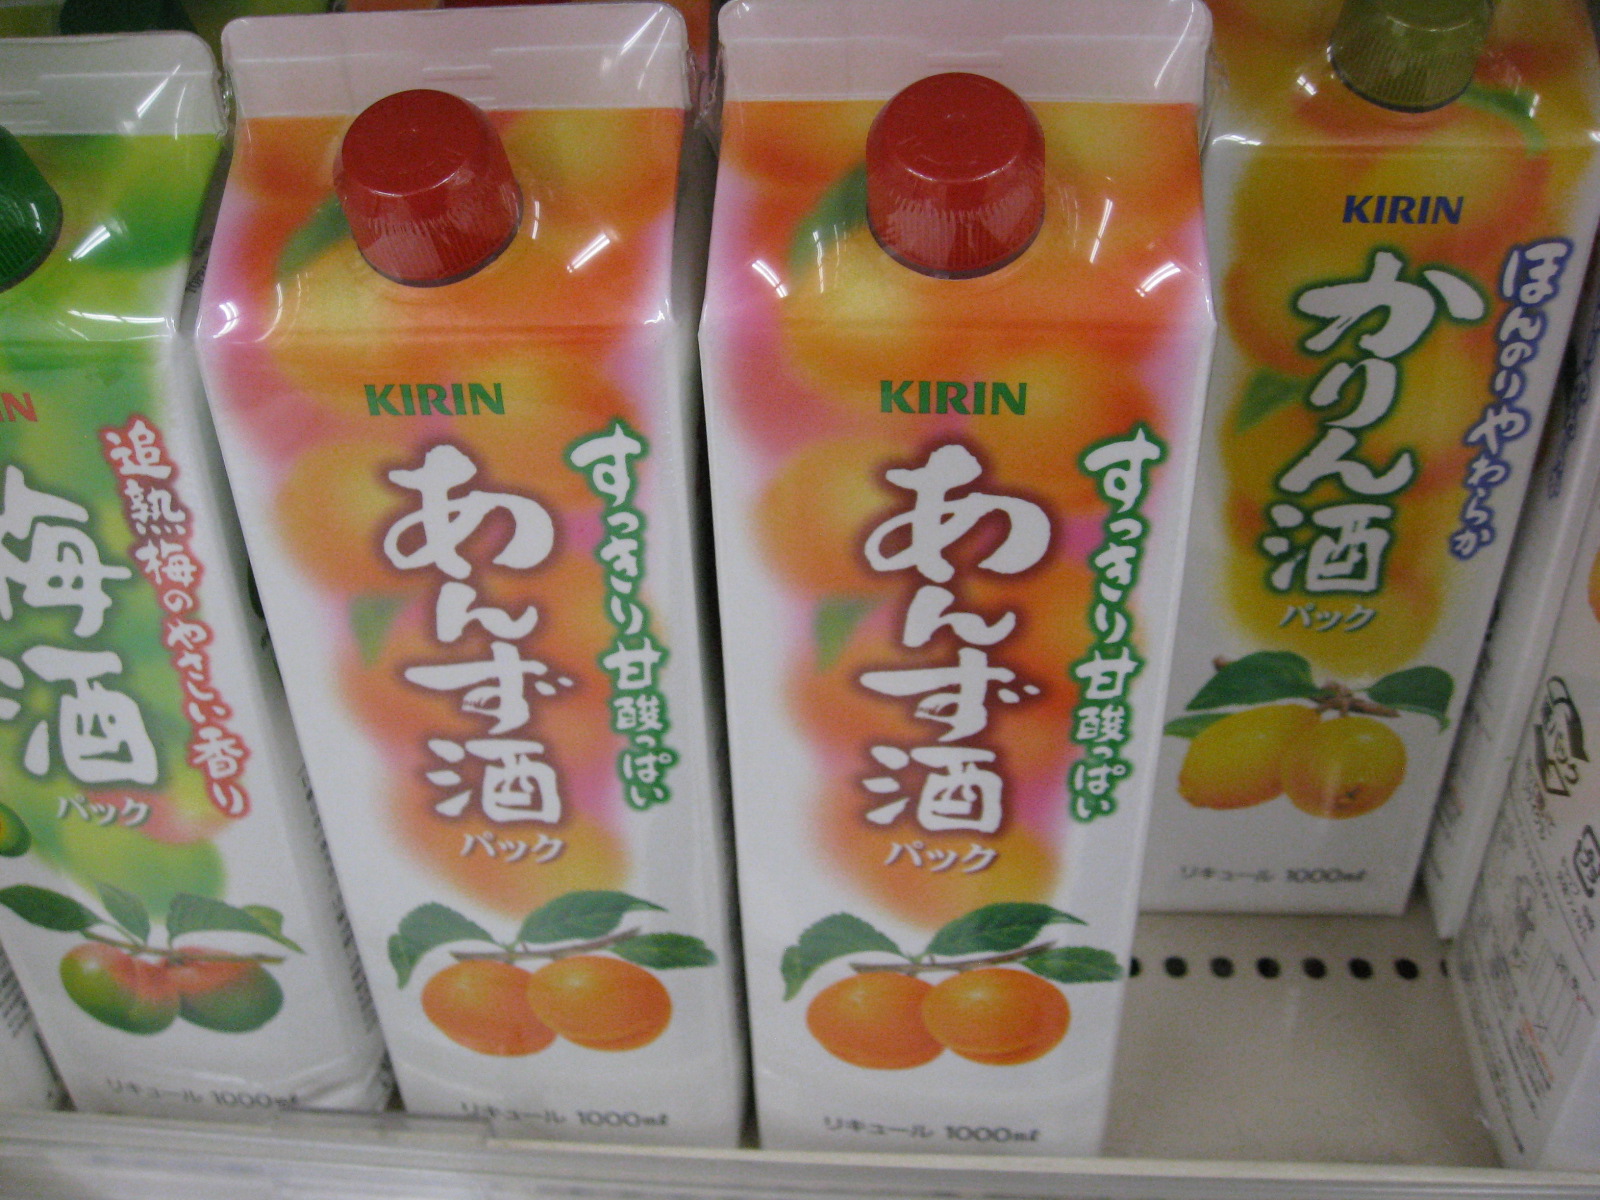 追熟梅のやさしい香り
梅酒
パック
リキュール 1000ml
KIRIN
すっきり甘酸っぱい
あんず酒
パック
リキュール 1000ml
KIRIN
すっきり甘酸っぱい
あんず酒
パック
リキュール 1000ml
KIRIN
ほんのりやわらか
かりん酒
パック
リキュール 1000ml